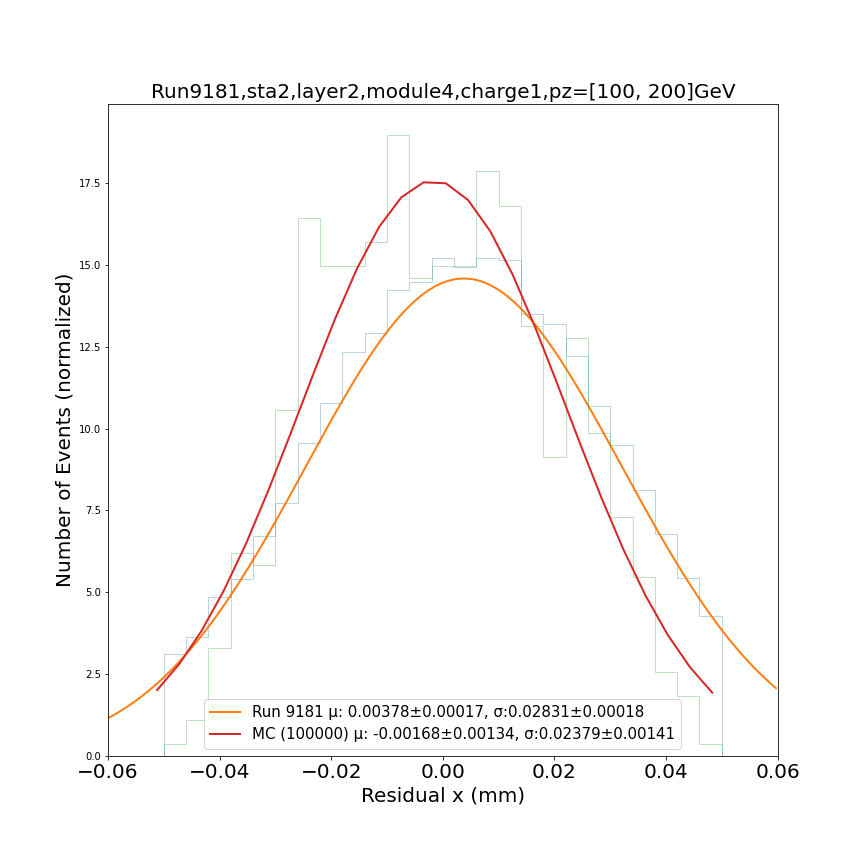 Run9181,sta2,layer2,module4,charge1,pz=[100, 200]GeV
Number of Events (normalized)
17.5
15.0
12.5
10.0
7.5
5.0
2.5
0.0
Run 9181 μ: 0.00378±0.00017, σ:0.02831±0.00018
MC (100000) μ: -0.00168±0.00134, σ:0.02379±0.00141
−0.06 −0.04 −0.02 0.00 0.02 0.04 0.06
Residual x (mm)